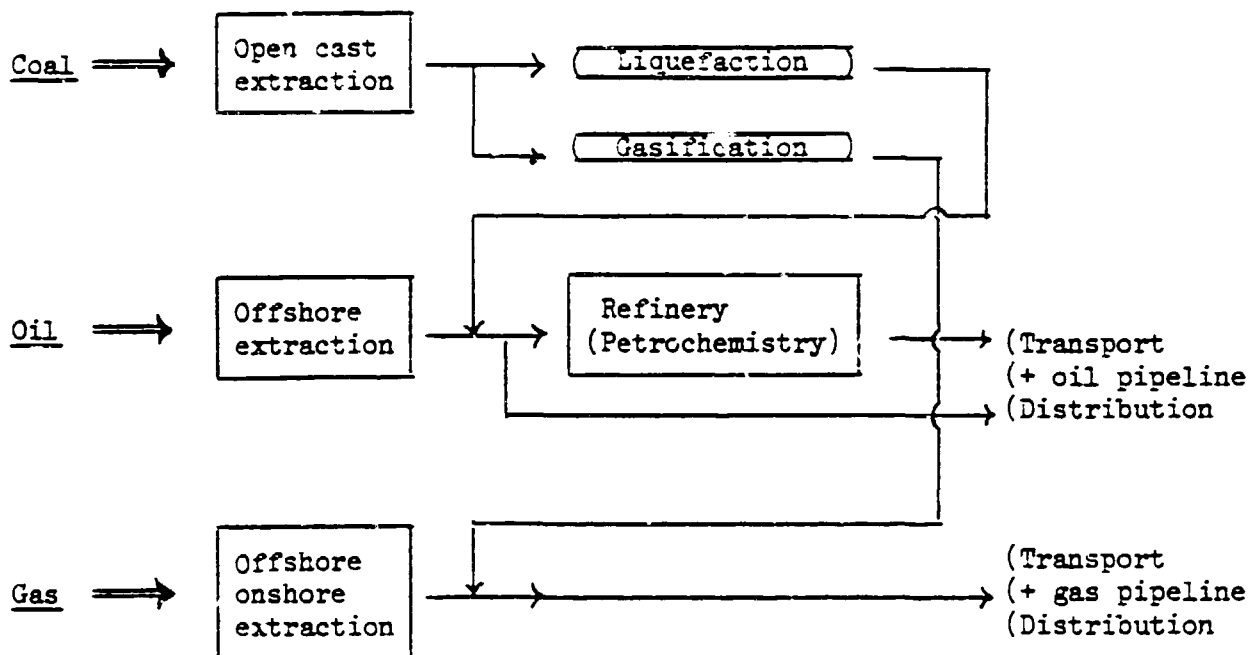 Coal
Open cast
extraction
Liquefaction
Gasification
Oil
Offshore
extraction
Refinery
(Petrochemistry)
(Transport
(+ oil pipeline
(Distribution
Gas
Offshore
onshore
extraction
(Transport
(+ gas pipeline
(Distribution